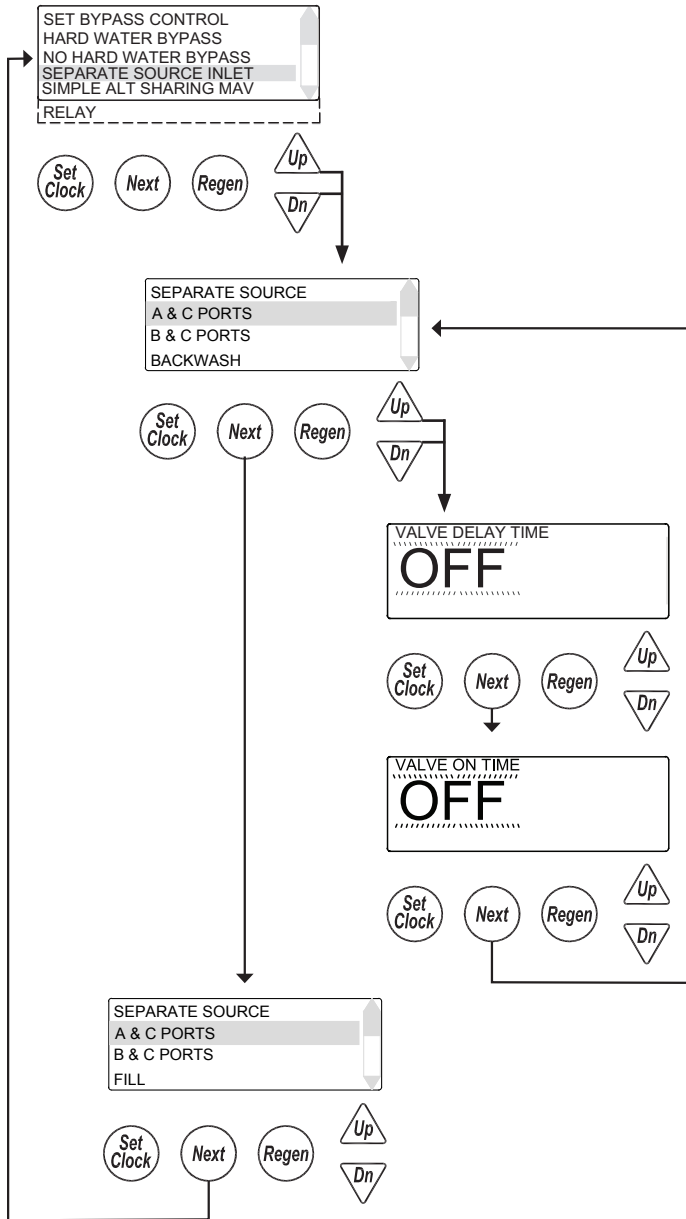 SET BYPASS CONTROL
HARD WATER BYPASS
NO HARD WATER BYPASS
SEPARATE SOURCE INLET
SIMPLE ALT SHARING MAV
RELAY
Set Clock Next Regen Up Dn
SEPARATE SOURCE
A & C PORTS
B & C PORTS
BACKWASH
Set Clock Next Regen Up Dn
VALVE DELAY TIME
OFF
Set Clock Next Regen Up Dn
VALVE ON TIME
OFF
Set Clock Next Regen Up Dn
SEPARATE SOURCE
A & C PORTS
B & C PORTS
FILL
Set Clock Next Regen Up Dn